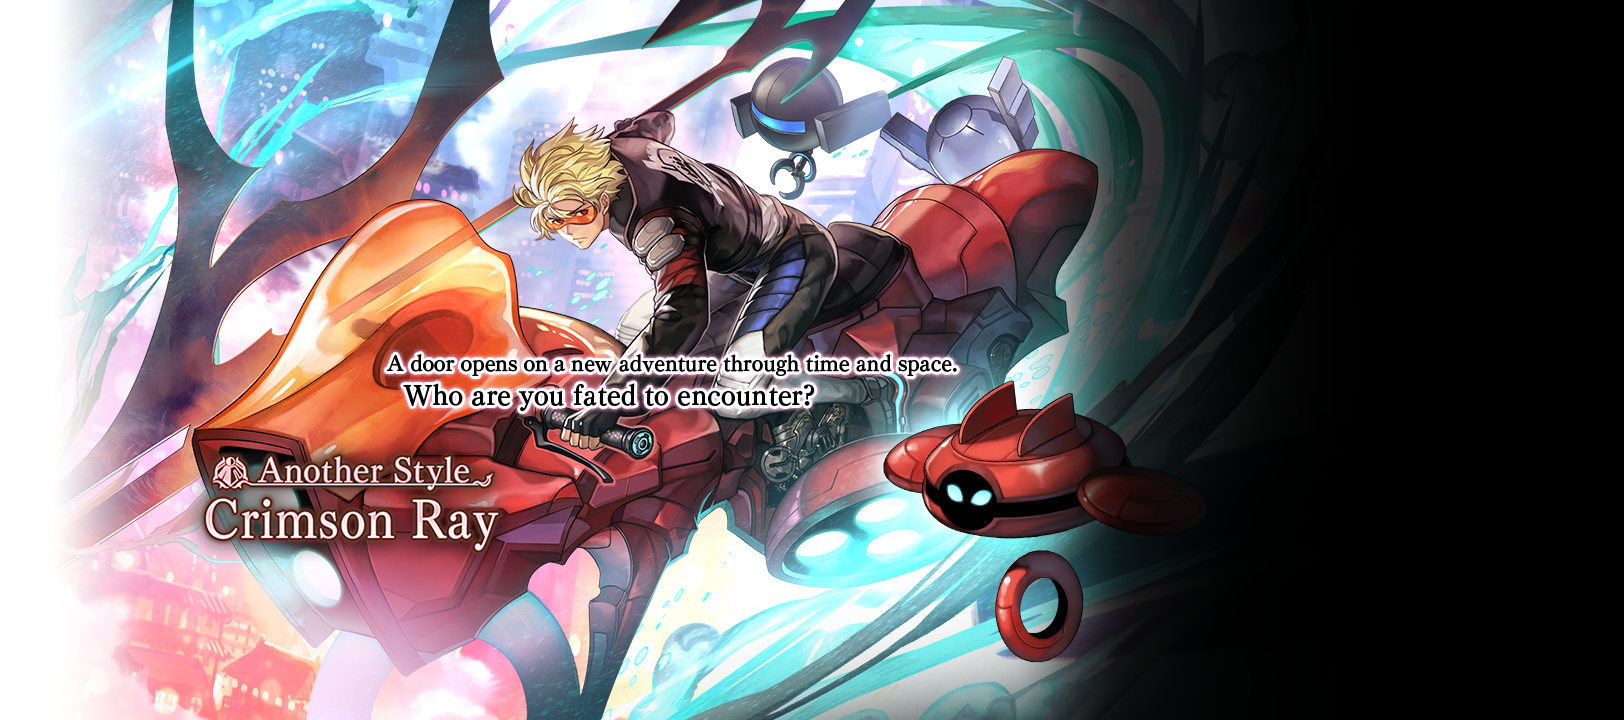 A door opens on a new adventure through time and space.
Who are you fated to encounter?
Another Style
Crimson Ray